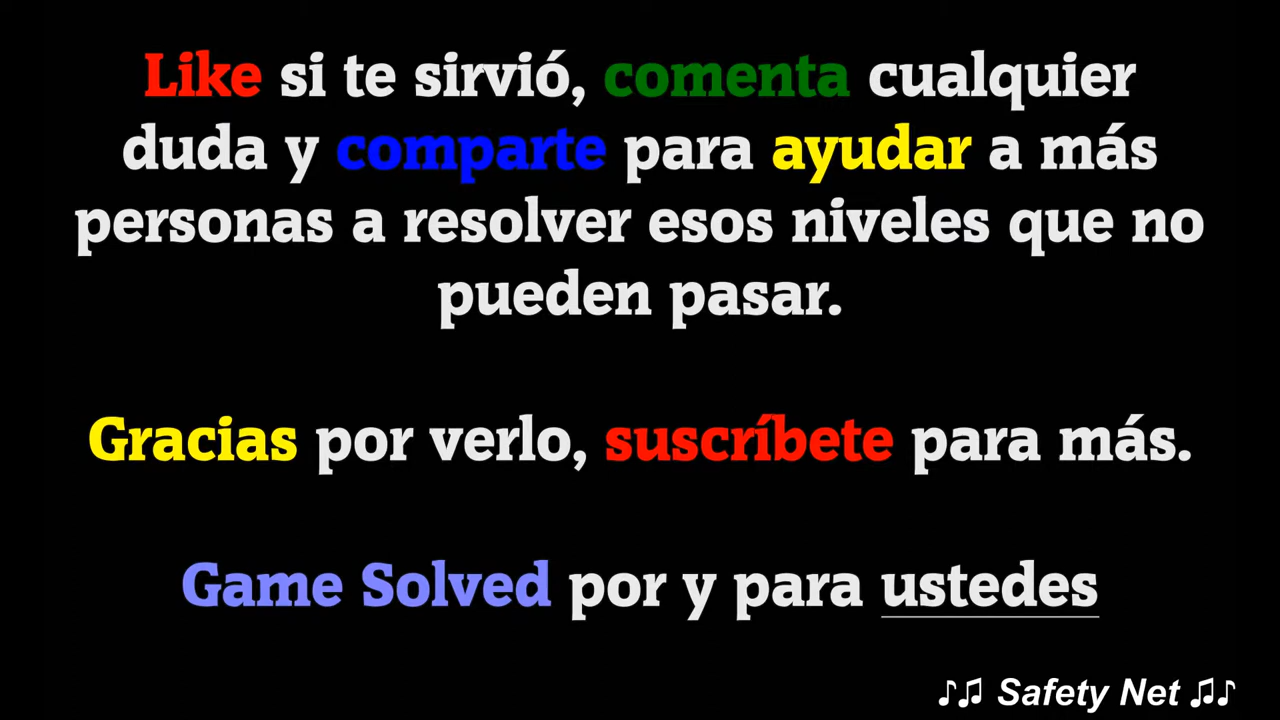 Like si te sirvió, comenta cualquier
duda y comparte para ayudar a más
personas a resolver esos niveles que no
pueden pasar.
Gracias por verlo, suscríbete para más.
Game Solved por y para ustedes
♪♫ Safety Net ♫♪